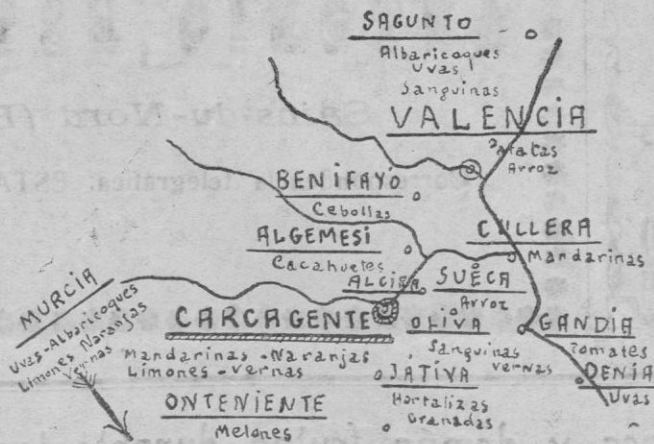 SAGUNTO
Albaricoques
Uvas
Sanguinas
VALENCIA
Patatas
Arroz
BENIFAYO
Cebollas
ALGEMESI
Cacahuetes
CULLERA
Mandarinas
ALCIRA
SUECA
Arroz
MURCIA
Uvas-Albaricoques
Limones Naranjas
Vernas
CARCAGENTE
Mandarinas - Naranjas
Limones - Vernas
OLIVA
Sanguinas
Vernas
GANDIA
Tomates
DENIA
Uvas
JATIVA
Hortalizas
Granadas
ONTENIENTE
Melones